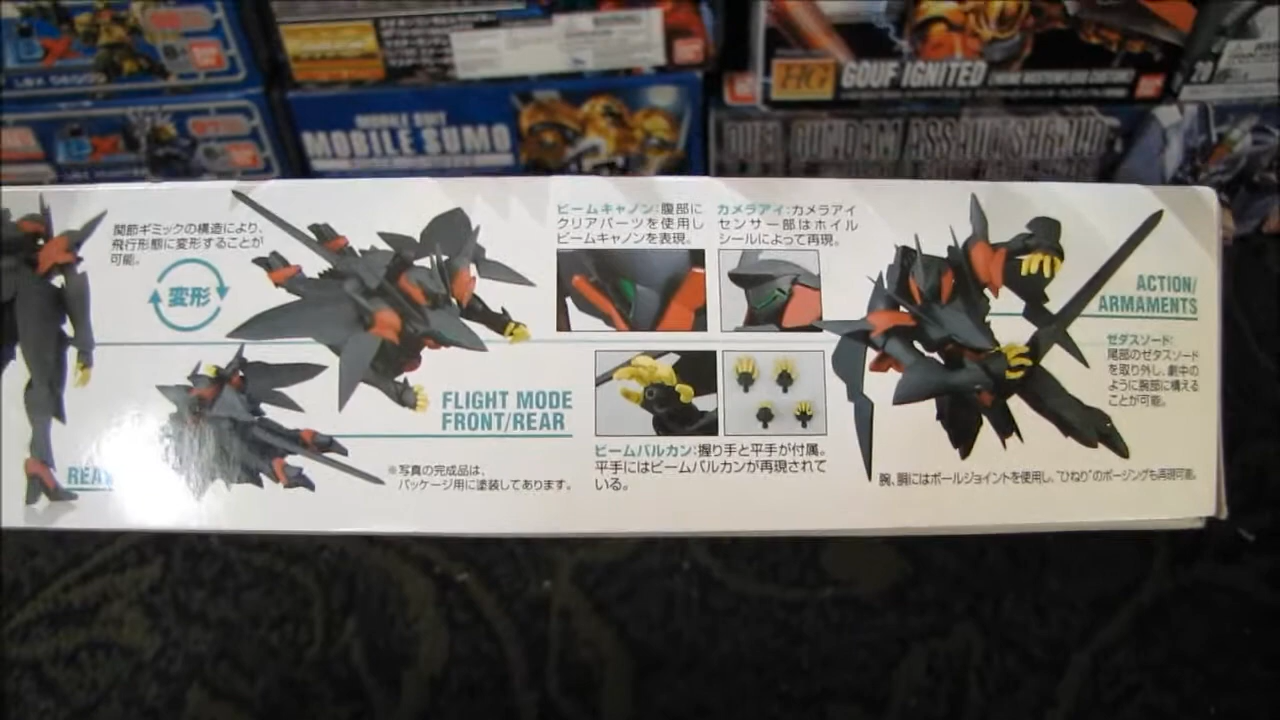 HG
GOUF IGNITED
MOBILE SUIT
MOBILE SUMO
DUEL GUNDAM ASSAULT SHROUD
関節ギミックの構造により、
飛行形態に変形することが
可能。
変形
REAR
FLIGHT MODE
FRONT/REAR
※写真の完成品は、
パッケージ用に塗装してあります。
ビームキャノン:腹部に
クリアパーツを使用し
ビームキャノンを表現。
カメラアイ:カメラアイ
センサー部はホイル
シールによって再現。
ビームバルカン:握り手と平手が付属。
平手にはビームバルカンが再現されて
いる。
ACTION/
ARMAMENTS
ゼダスソード:
尾部のゼダスソード
を取り外し、劇中の
ように腕部に構える
ことが可能。
腕、胴にはボールジョイントを使用し、"ひねり"のポージングも再現可能。